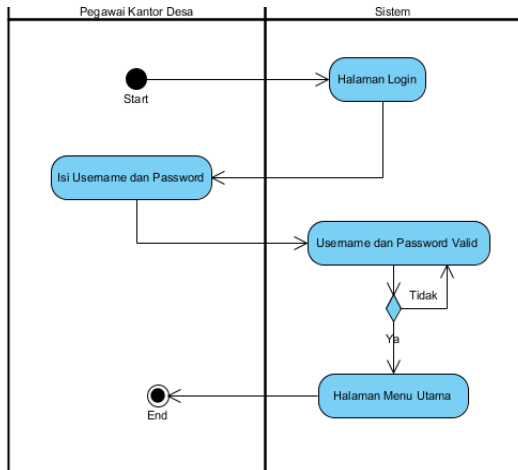 Pegawai Kantor Desa
Sistem
Start
Halaman Login
Isi Username dan Password
Username dan Password Valid
Tidak
Ya
Halaman Menu Utama
End